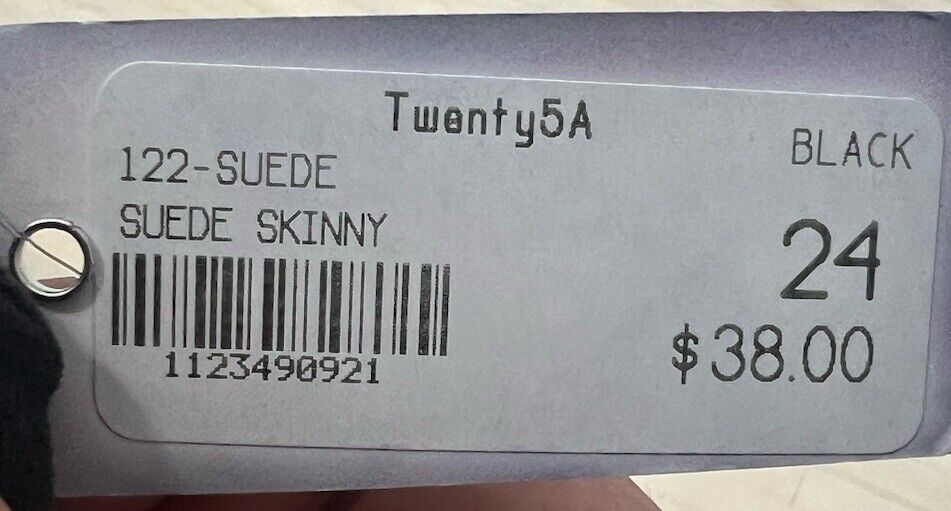 Twenty5A
BLACK
122-SUEDE
SUEDE SKINNY
24
1123490921
$38.00